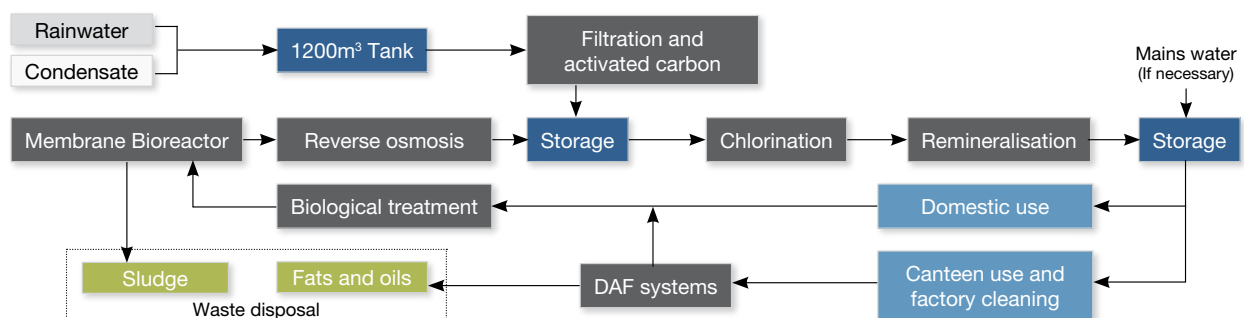 Rainwater
Condensate
1200m³ Tank
Filtration and
activated carbon
Mains water
(If necessary)
Membrane Bioreactor
Reverse osmosis
Storage
Chlorination
Remineralisation
Storage
Biological treatment
Domestic use
Sludge
Fats and oils
DAF systems
Canteen use and
factory cleaning
Waste disposal